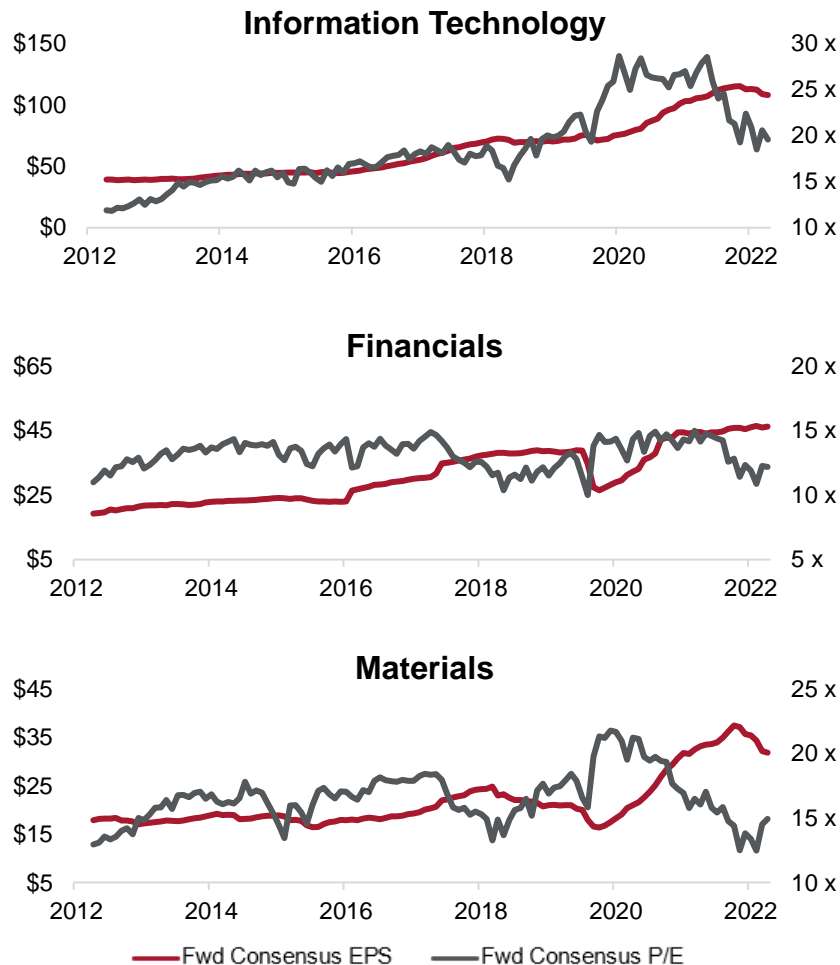 Information Technology
$150 30 x
$100 25 x
20 x
$50 15 x
$0 10 x
2012 2014 2016 2018 2020 2022
Financials
$65 20 x
$45 15 x
$25 10 x
$5 5 x
2012 2014 2016 2018 2020 2022
Materials
$45 25 x
$35 20 x
$25
$15 15 x
$5 10 x
2012 2014 2016 2018 2020 2022
Fwd Consensus EPS Fwd Consensus P/E